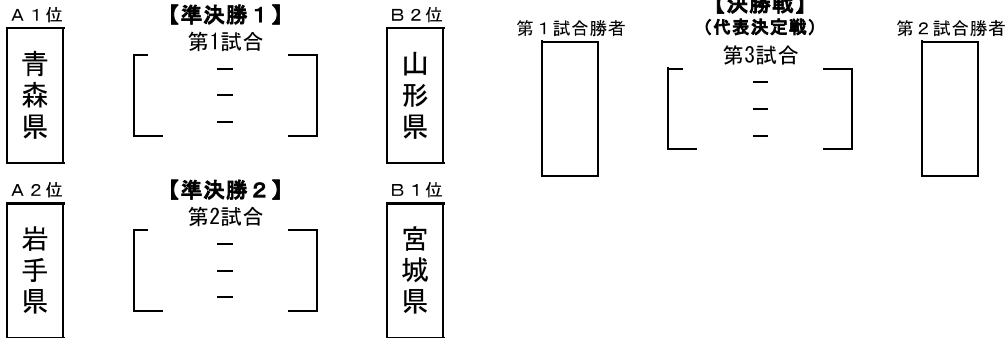 A1位
【準決勝1】
B2位
第1試合
青森県
山形県
―
―
―
A2位
【準決勝2】
B1位
第2試合
岩手県
宮城県
―
―
―
【決勝戦】
(代表決定戦)
第1試合勝者
第2試合勝者
第3試合
―
―
―